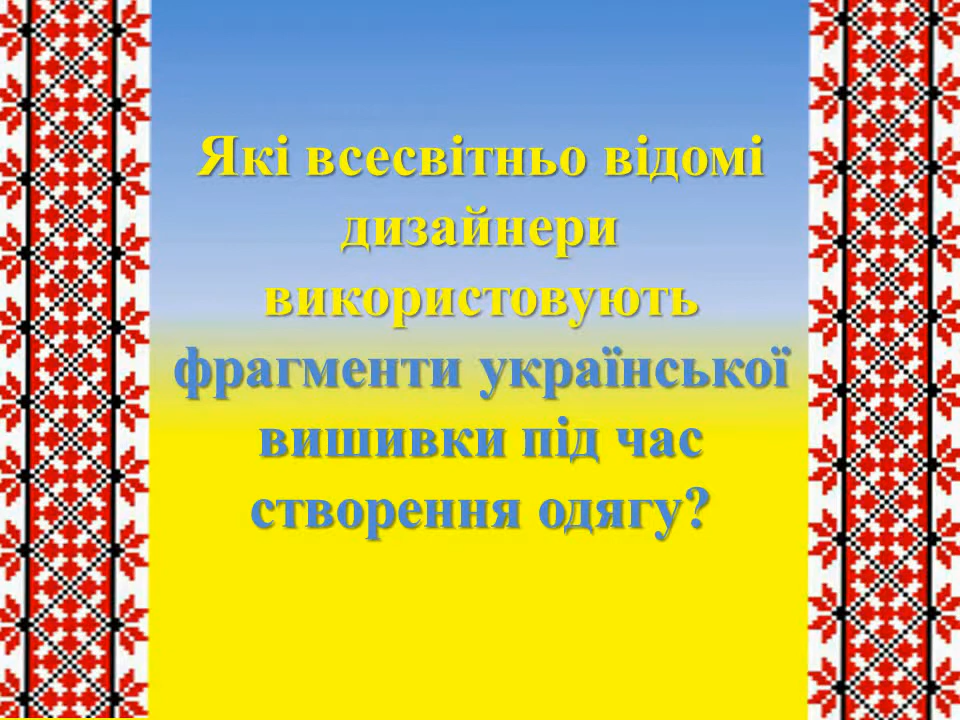 Які всесвітньо відомі
дизайнери
використовують
фрагменти української
вишивки під час
створення одягу?